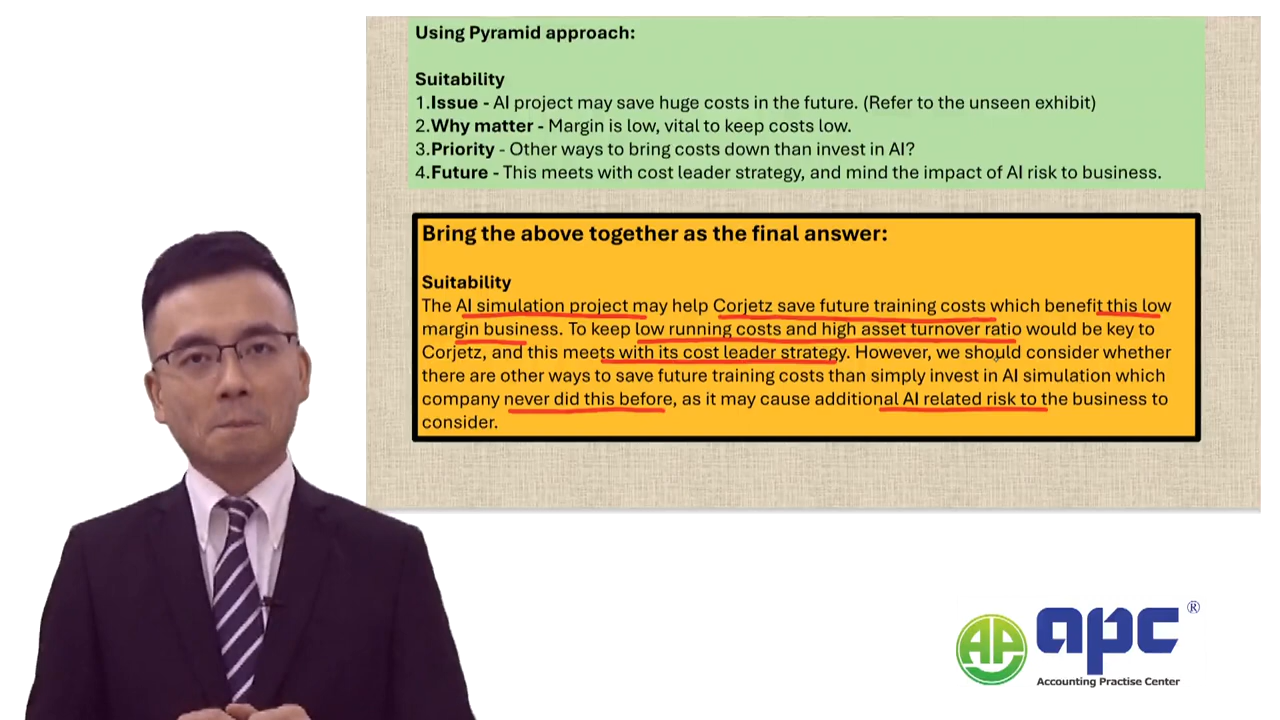 Using Pyramid approach:
Suitability
1.Issue - AI project may save huge costs in the future. (Refer to the unseen exhibit)
2.Why matter - Margin is low, vital to keep costs low.
3.Priority - Other ways to bring costs down than invest in AI?
4.Future - This meets with cost leader strategy, and mind the impact of AI risk to business.
Bring the above together as the final answer:
Suitability
The AI simulation project may help Corjetz save future training costs which benefit this low
margin business. To keep low running costs and high asset turnover ratio would be key to
Corjetz, and this meets with its cost leader strategy. However, we should consider whether
there are other ways to save future training costs than simply invest in AI simulation which
company never did this before, as it may cause additional AI related risk to the business to
consider.
AP
apc®
Accounting Practise Center